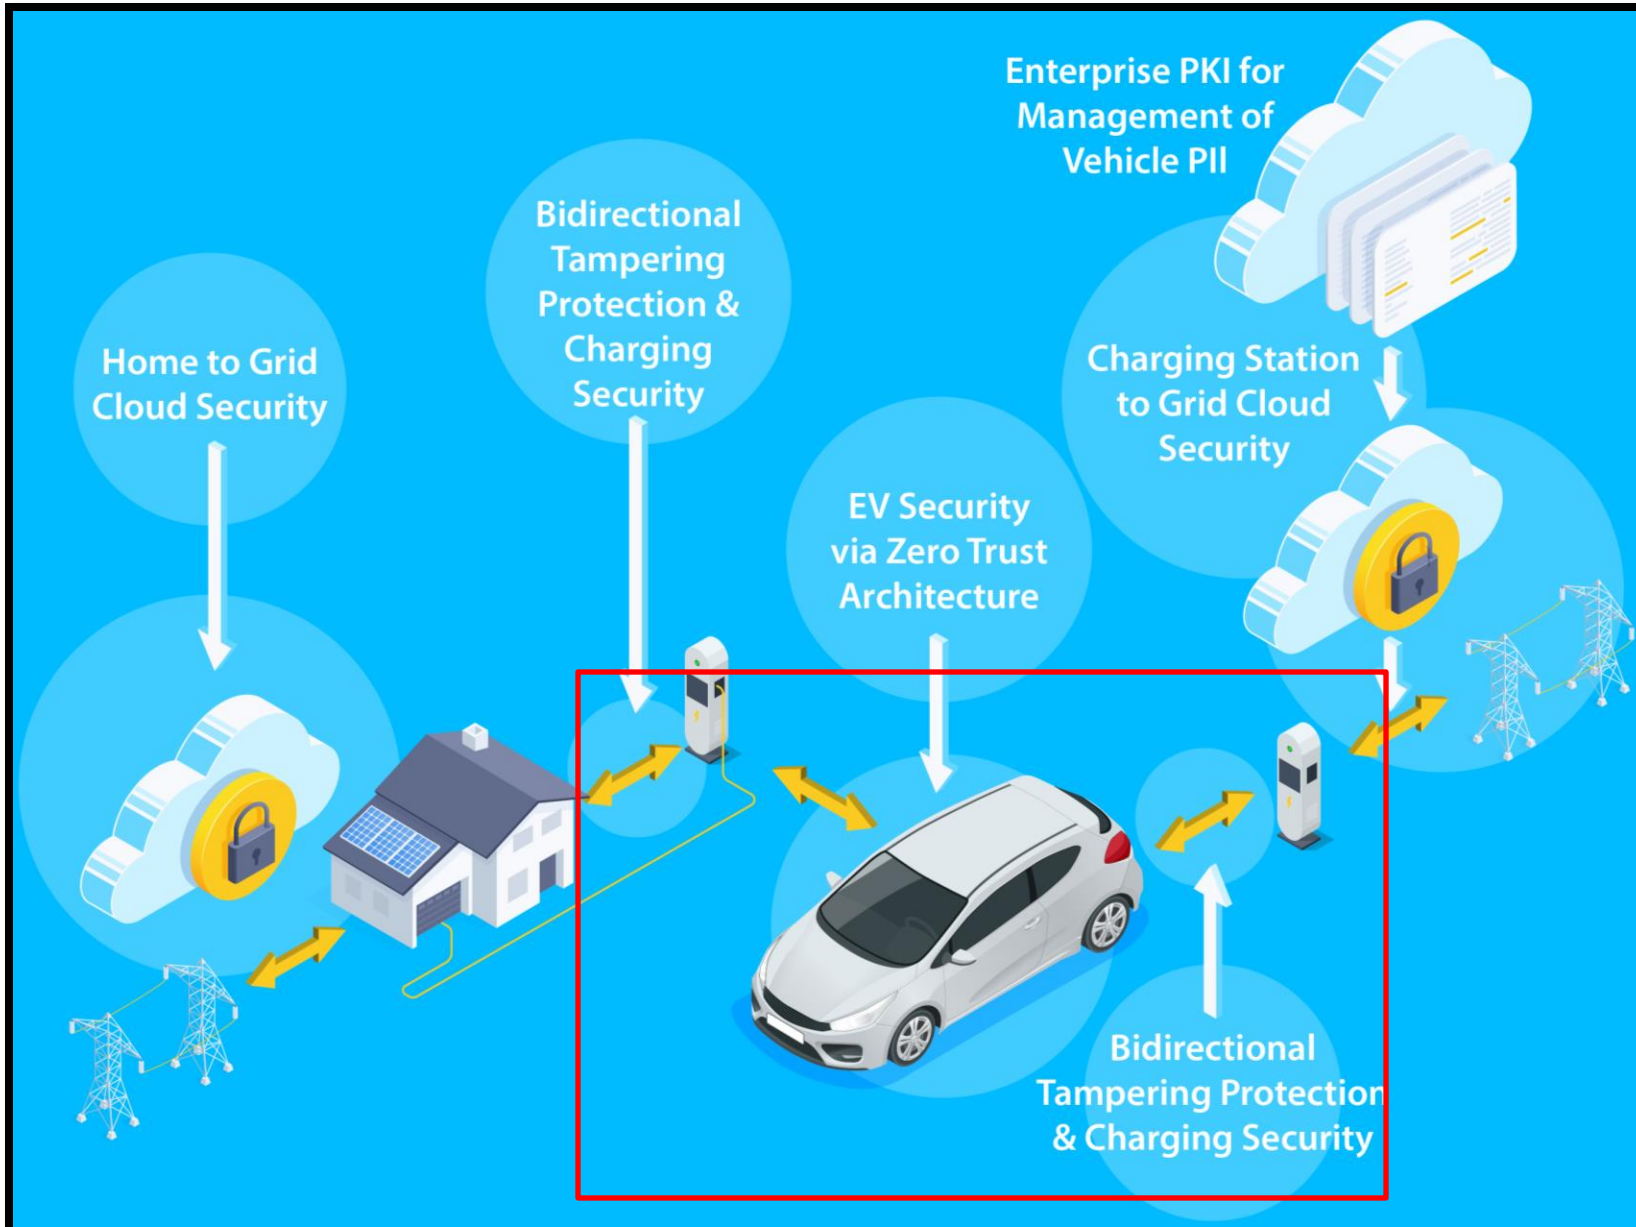 Enterprise PKI for
Management of
Vehicle PIl
Bidirectional
Tampering
Protection &
Charging
Security
Home to Grid
Cloud Security
Charging Station
to Grid Cloud
Security
EV Security
via Zero Trust
Architecture
Bidirectional
Tampering Protection
& Charging Security